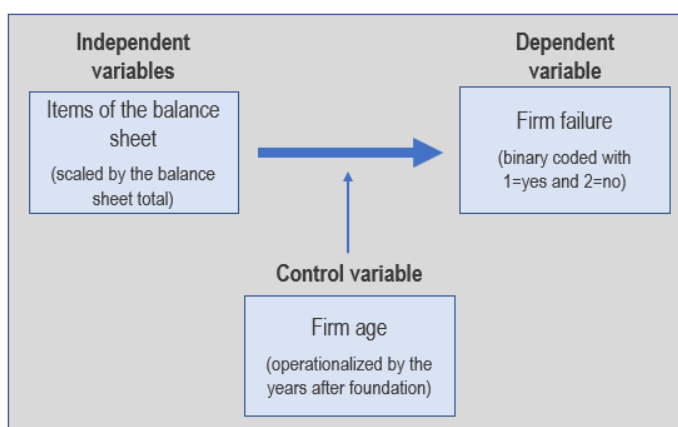 Independent
variables
Items of the balance
sheet
(scaled by the balance
sheet total)
Dependent
variable
Firm failure
(binary coded with
1=yes and 2=no)
Control variable
Firm age
(operationalized by the
years after foundation)